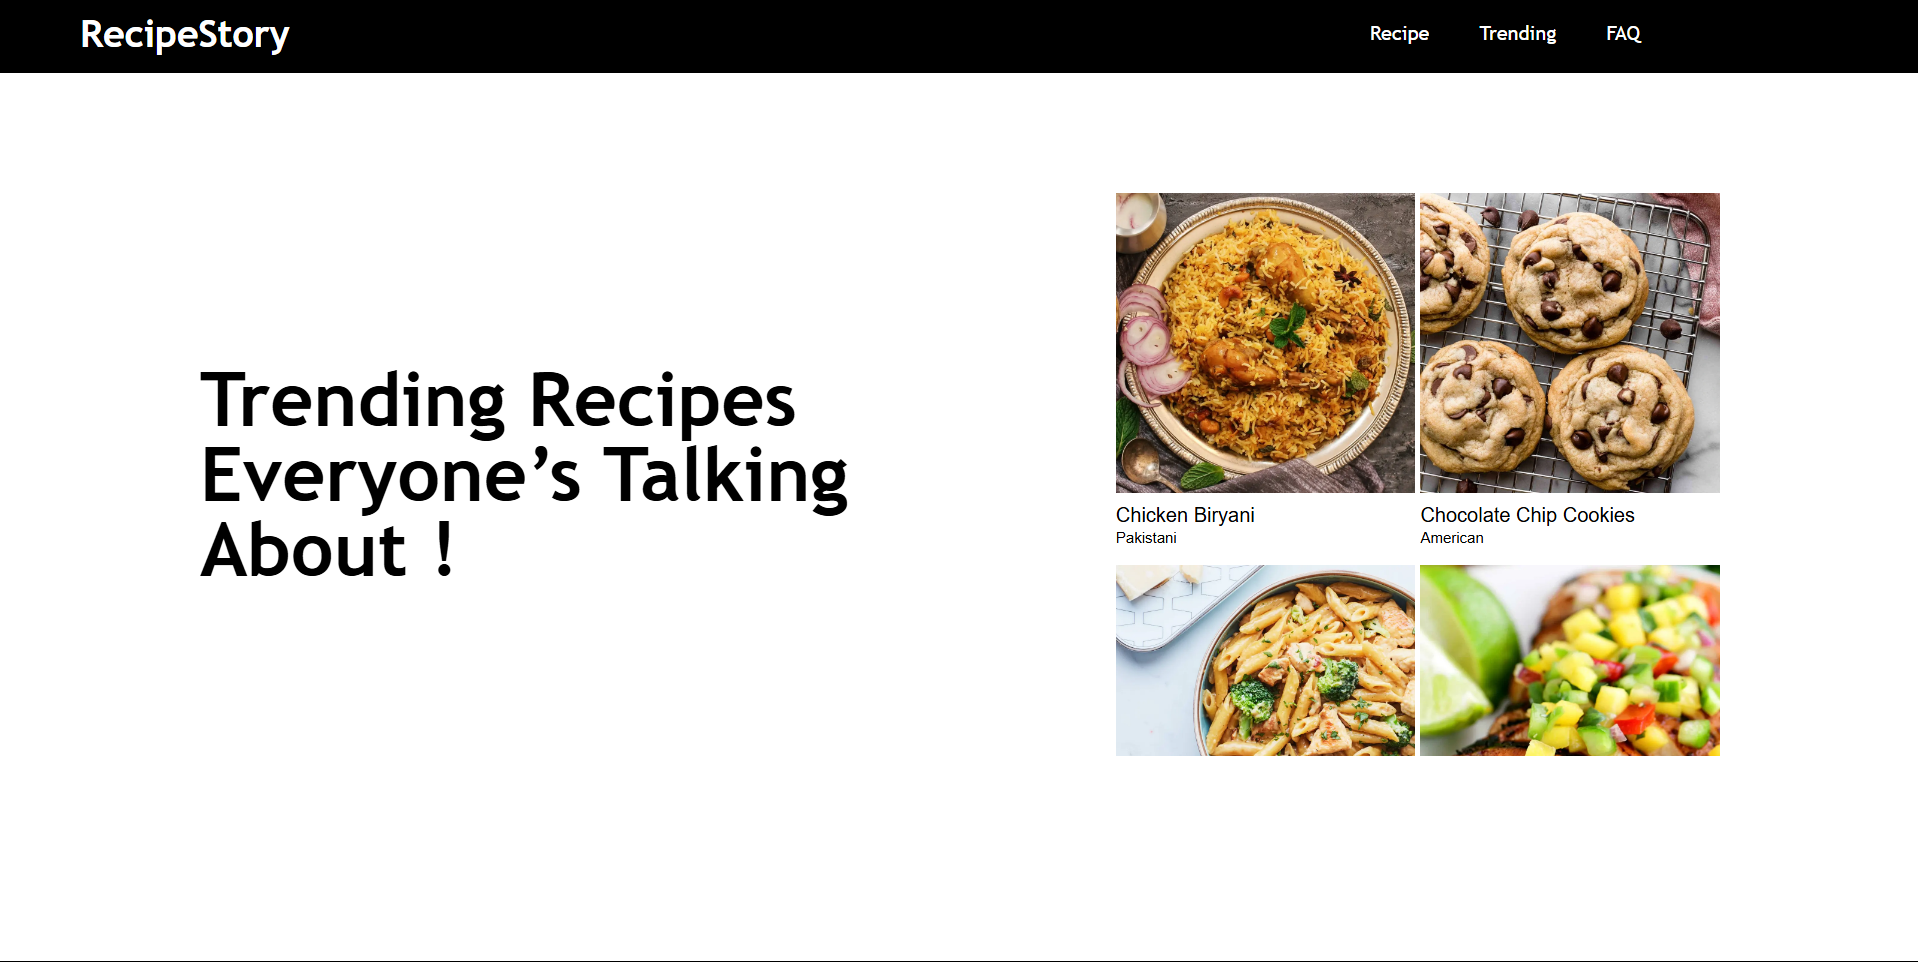 RecipeStory
Recipe
Trending
FAQ
Trending Recipes
Everyone’s Talking
About !
Chicken Biryani
Pakistani
Chocolate Chip Cookies
American